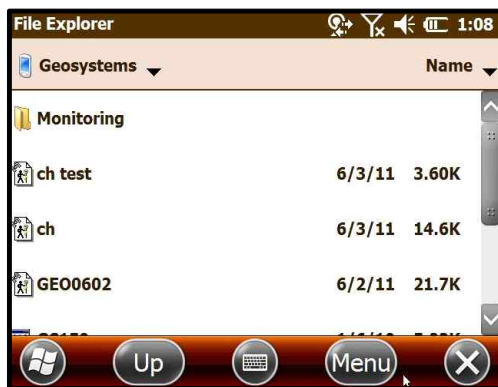 File Explorer 1:08
Geosystems Name
Monitoring
ch test 6/3/11 3.60K
ch 6/3/11 14.6K
GEO0602 6/2/11 21.7K
Up Menu